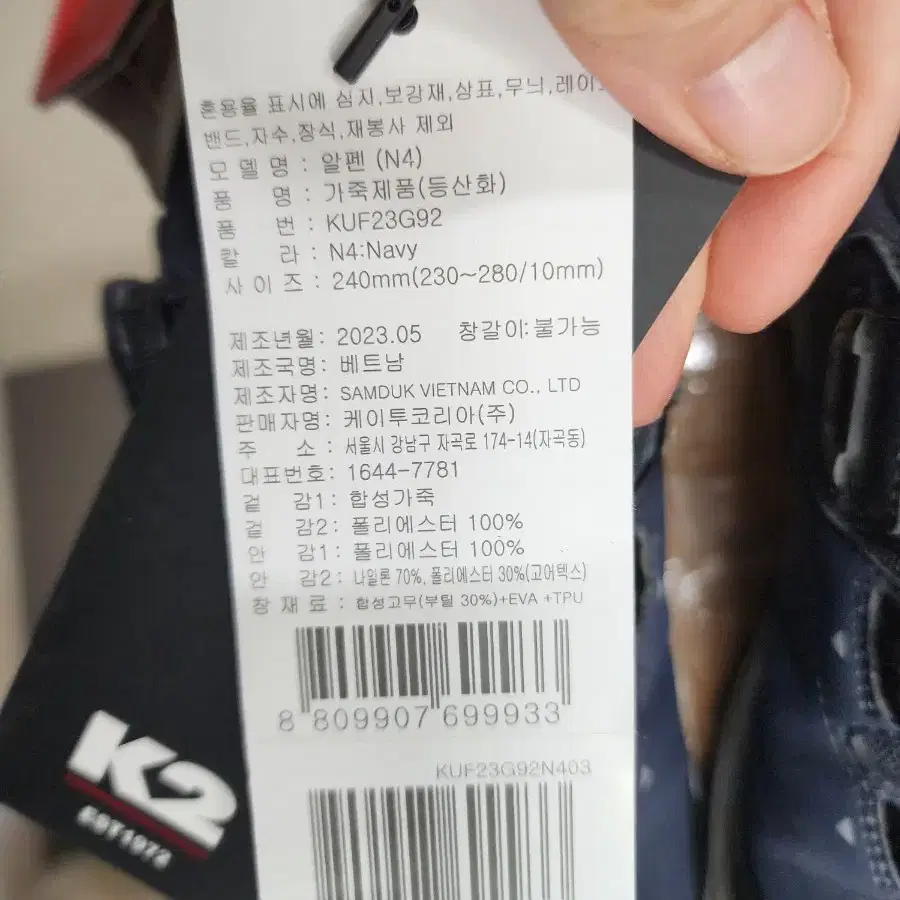 혼용율 표시에 심지,보강재,상표,무늬,레이스
밴드,자수,장식,재봉사 제외
모 델 명 : 알펜 (N4)
품 명 : 가죽제품(등산화)
품 번 : KUF23G92
칼 라 : N4:Navy
사 이 즈 : 240mm(230~280/10mm)
제조년월: 2023.05 창갈이:불가능
제조국명: 베트남
제조자명: SAMDUK VIETNAM CO., LTD
판매자명: 케이투코리아(주)
주 소 : 서울시 강남구 자곡로 174-14(자곡동)
대표번호: 1644-7781
겉 감1: 합성가죽
겉 감2: 폴리에스터 100%
안 감1: 폴리에스터 100%
안 감2: 나일론 70%, 폴리에스터 30%(고어텍스)
창 재 료 : 합성고무(부틸 30%)+EVA +TPU
8 809907 699933
KUF23G92N403
K2
EST1972